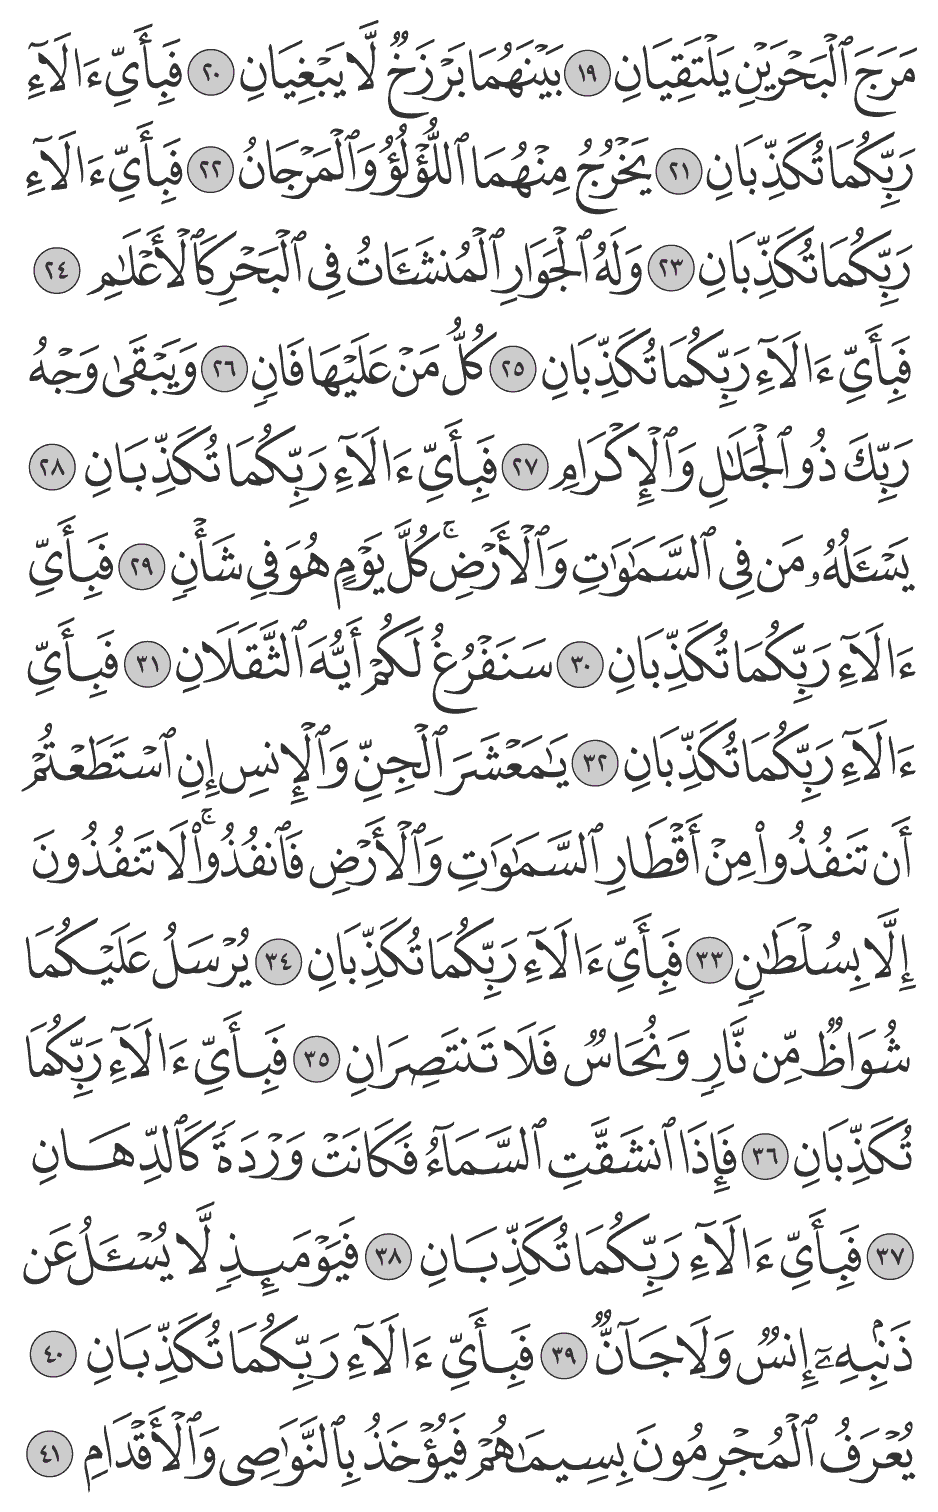 مَرَجَ ٱلْبَحْرَيْنِ يَلْتَقِيَانِ ١٩ بَيْنَهُمَا بَرْزَخٌ لَّا يَبْغِيَانِ ٢٠ فَبِأَىِّ ءَالَآءِ
رَبِّكُمَا تُكَذِّبَانِ ٢١ يَخْرُجُ مِنْهُمَا ٱللُّؤْلُؤُ وَٱلْمَرْجَانُ ٢٢ فَبِأَىِّ ءَالَآءِ
رَبِّكُمَا تُكَذِّبَانِ ٢٣ وَلَهُ ٱلْجَوَارِ ٱلْمُنشَـَٔاتُ فِى ٱلْبَحْرِ كَٱلْأَعْلَـٰمِ ٢٤
فَبِأَىِّ ءَالَآءِ رَبِّكُمَا تُكَذِّبَانِ ٢٥ كُلُّ مَنْ عَلَيْهَا فَانٍ ٢٦ وَيَبْقَىٰ وَجْهُ
رَبِّكَ ذُو ٱلْجَلَـٰلِ وَٱلْإِكْرَامِ ٢٧ فَبِأَىِّ ءَالَآءِ رَبِّكُمَا تُكَذِّبَانِ ٢٨
يَسْـَٔلُهُۥ مَن فِى ٱلسَّمَـٰوَٰتِ وَٱلْأَرْضِ ۚ كُلَّ يَوْمٍ هُوَ فِى شَأْنٍ ٢٩ فَبِأَىِّ
ءَالَآءِ رَبِّكُمَا تُكَذِّبَانِ ٣٠ سَنَفْرُغُ لَكُمْ أَيُّهَ ٱلثَّقَلَانِ ٣١ فَبِأَىِّ
ءَالَآءِ رَبِّكُمَا تُكَذِّبَانِ ٣٢ يَـٰمَعْشَرَ ٱلْجِنِّ وَٱلْإِنسِ إِنِ ٱسْتَطَعْتُمْ
أَن تَنفُذُوا۟ مِنْ أَقْطَارِ ٱلسَّمَـٰوَٰتِ وَٱلْأَرْضِ فَٱنفُذُوا۟ ۚ لَا تَنفُذُونَ
إِلَّا بِسُلْطَـٰنٍ ٣٣ فَبِأَىِّ ءَالَآءِ رَبِّكُمَا تُكَذِّبَانِ ٣٤ يُرْسَلُ عَلَيْكُمَا
شُوَاظٌ مِّن نَّارٍ وَنُحَاسٌ فَلَا تَنتَصِرَانِ ٣٥ فَبِأَىِّ ءَالَآءِ رَبِّكُمَا
تُكَذِّبَانِ ٣٦ فَإِذَا ٱنشَقَّتِ ٱلسَّمَآءُ فَكَانَتْ وَرْدَةً كَٱلدِّهَانِ
٣٧ فَبِأَىِّ ءَالَآءِ رَبِّكُمَا تُكَذِّبَانِ ٣٨ فَيَوْمَئِذٍ لَّا يُسْـَٔلُ عَن
ذَنۢبِهِۦٓ إِنسٌ وَلَا جَآنٌّ ٣٩ فَبِأَىِّ ءَالَآءِ رَبِّكُمَا تُكَذِّبَانِ ٤٠
يُعْرَفُ ٱلْمُجْرِمُونَ بِسِيمَـٰهُمْ فَيُؤْخَذُ بِٱلنَّوَٰصِى وَٱلْأَقْدَامِ ٤١